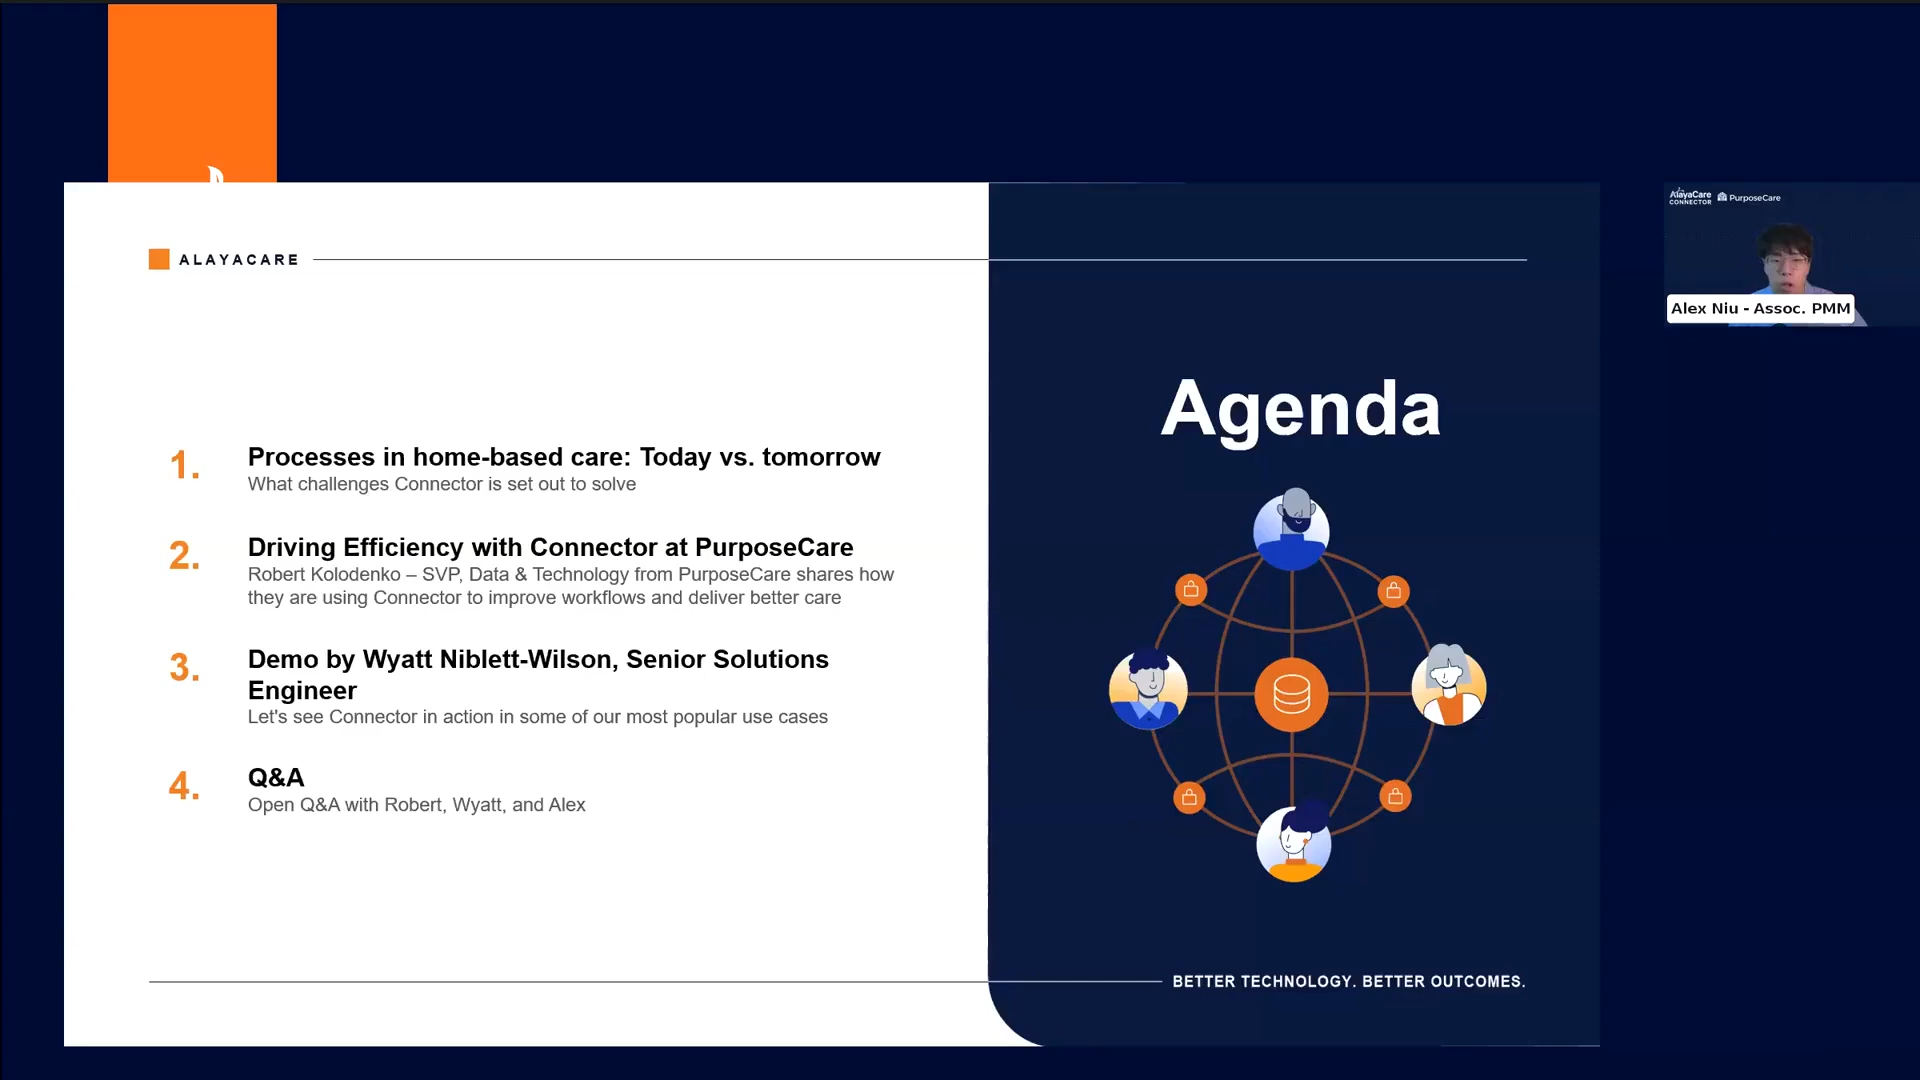 ALAYACARE
Agenda
1.
Processes in home-based care: Today vs. tomorrow
What challenges Connector is set out to solve
2.
Driving Efficiency with Connector at PurposeCare
Robert Kolodenko – SVP, Data & Technology from PurposeCare shares how
they are using Connector to improve workflows and deliver better care
3.
Demo by Wyatt Niblett-Wilson, Senior Solutions
Engineer
Let's see Connector in action in some of our most popular use cases
4.
Q&A
Open Q&A with Robert, Wyatt, and Alex
BETTER TECHNOLOGY. BETTER OUTCOMES.
AlayaCare
CONNECTOR
PurposeCare
Alex Niu - Assoc. PMM